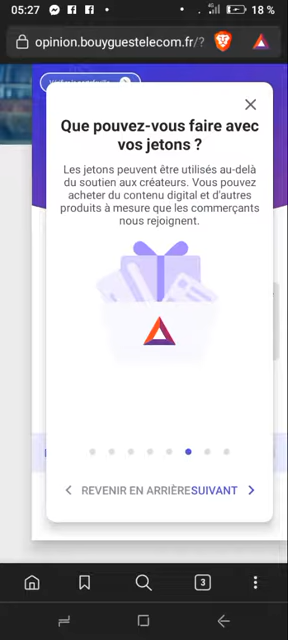 05:27
18 %
opinion.bouyguestelecom.fr/?
Que pouvez-vous faire avec
vos jetons ?
Les jetons peuvent être utilisés au-delà
du soutien aux créateurs. Vous pouvez
acheter du contenu digital et d'autres
produits à mesure que les commerçants
nous rejoignent.
REVENIR EN ARRIÈRE SUIVANT
3